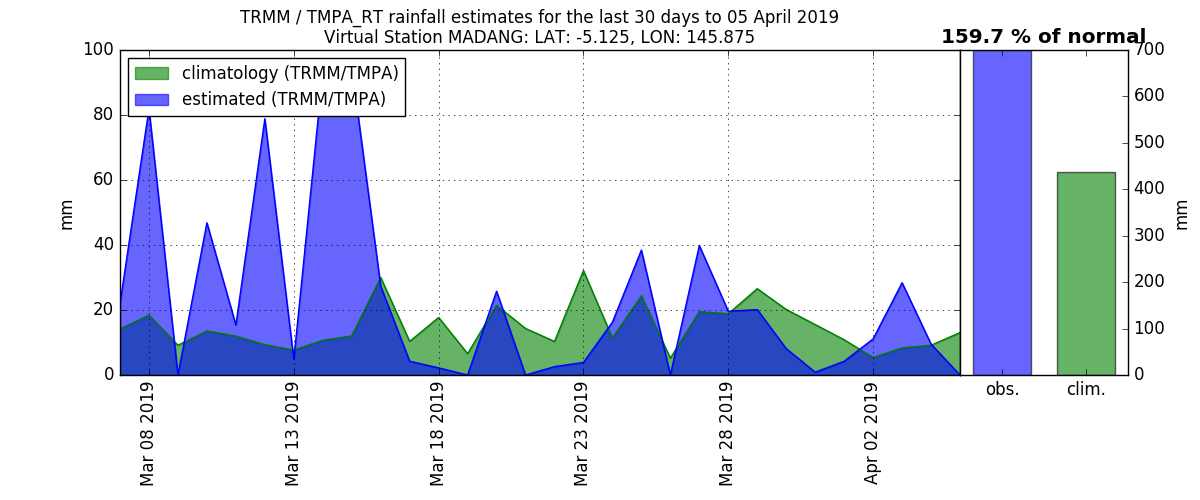 TRMM / TMPA_RT rainfall estimates for the last 30 days to 05 April 2019
Virtual Station MADANG: LAT: -5.125, LON: 145.875
159.7 % of normal
climatology (TRMM/TMPA)
estimated (TRMM/TMPA)
mm
100
80
60
40
20
0
Mar 08 2019
Mar 13 2019
Mar 18 2019
Mar 23 2019
Mar 28 2019
Apr 02 2019
obs.
clim.
700
600
500
400
300
200
100
0
mm